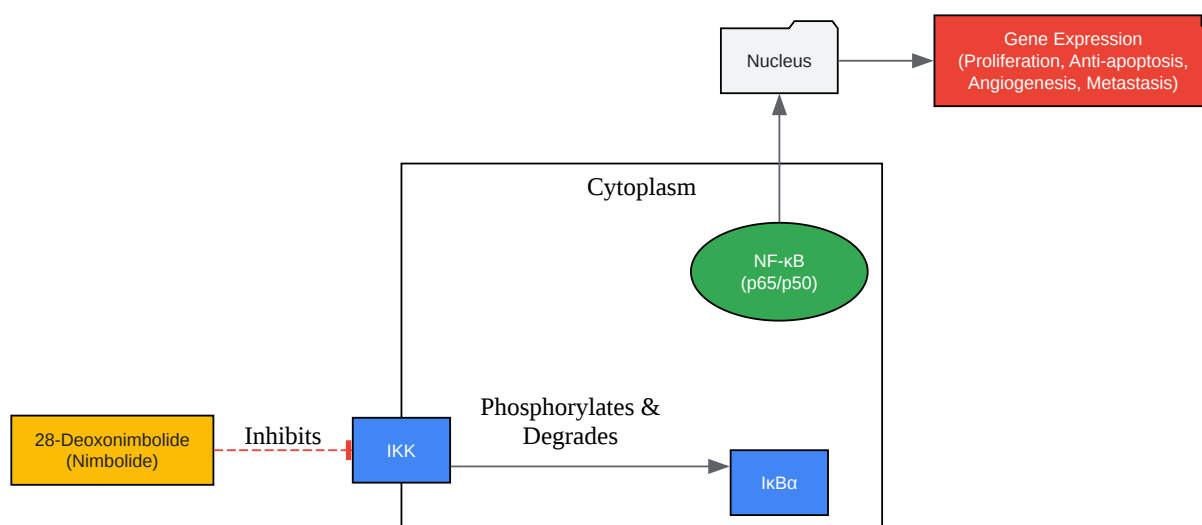 Nucleus
Gene Expression
(Proliferation, Anti-apoptosis,
Angiogenesis, Metastasis)
Cytoplasm
NF-κB
(p65/p50)
28-Deoxonimbolide
(Nimbolide)
Inhibits
IKK
Phosphorylates &
Degrades
IκBα